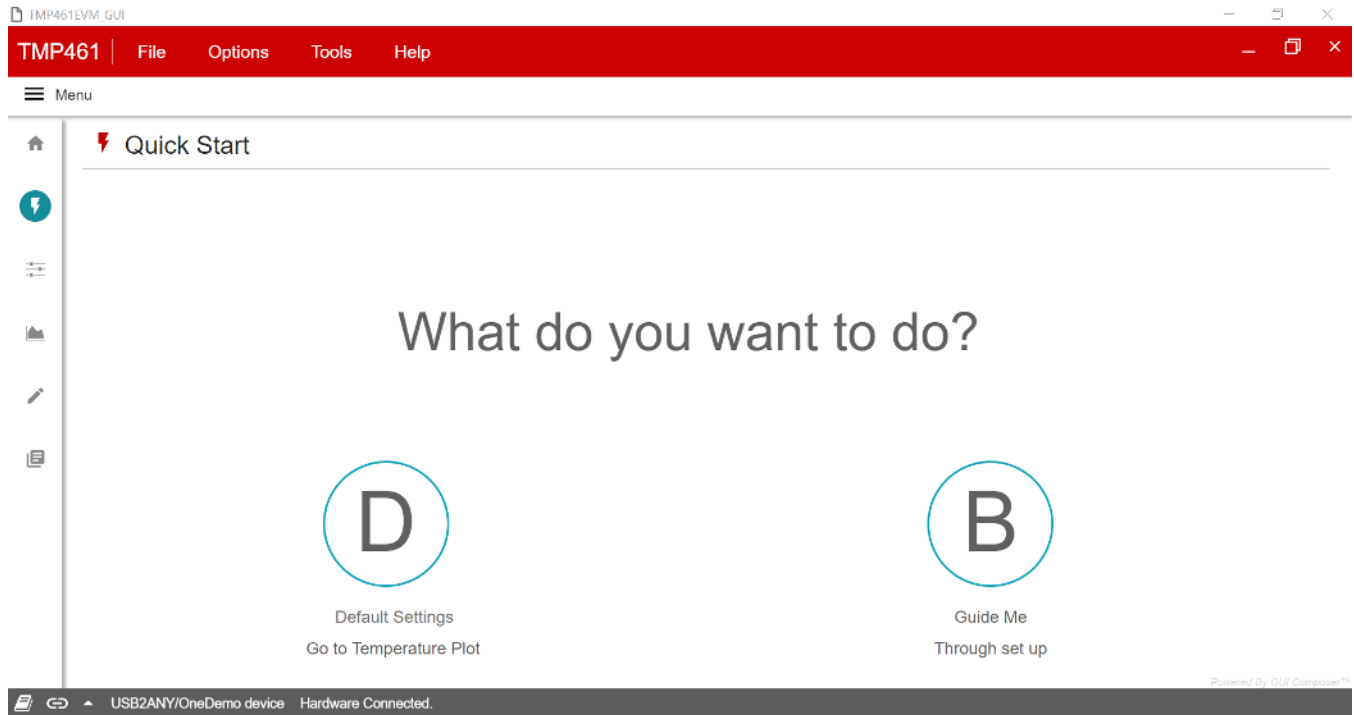 TMP461EVM_GUI
TMP461 File Options Tools Help
Menu
Quick Start
What do you want to do?
D B
Default Settings Guide Me
Go to Temperature Plot Through set up
Powered By GUI Composer™
USB2ANY/OneDemo device Hardware Connected.